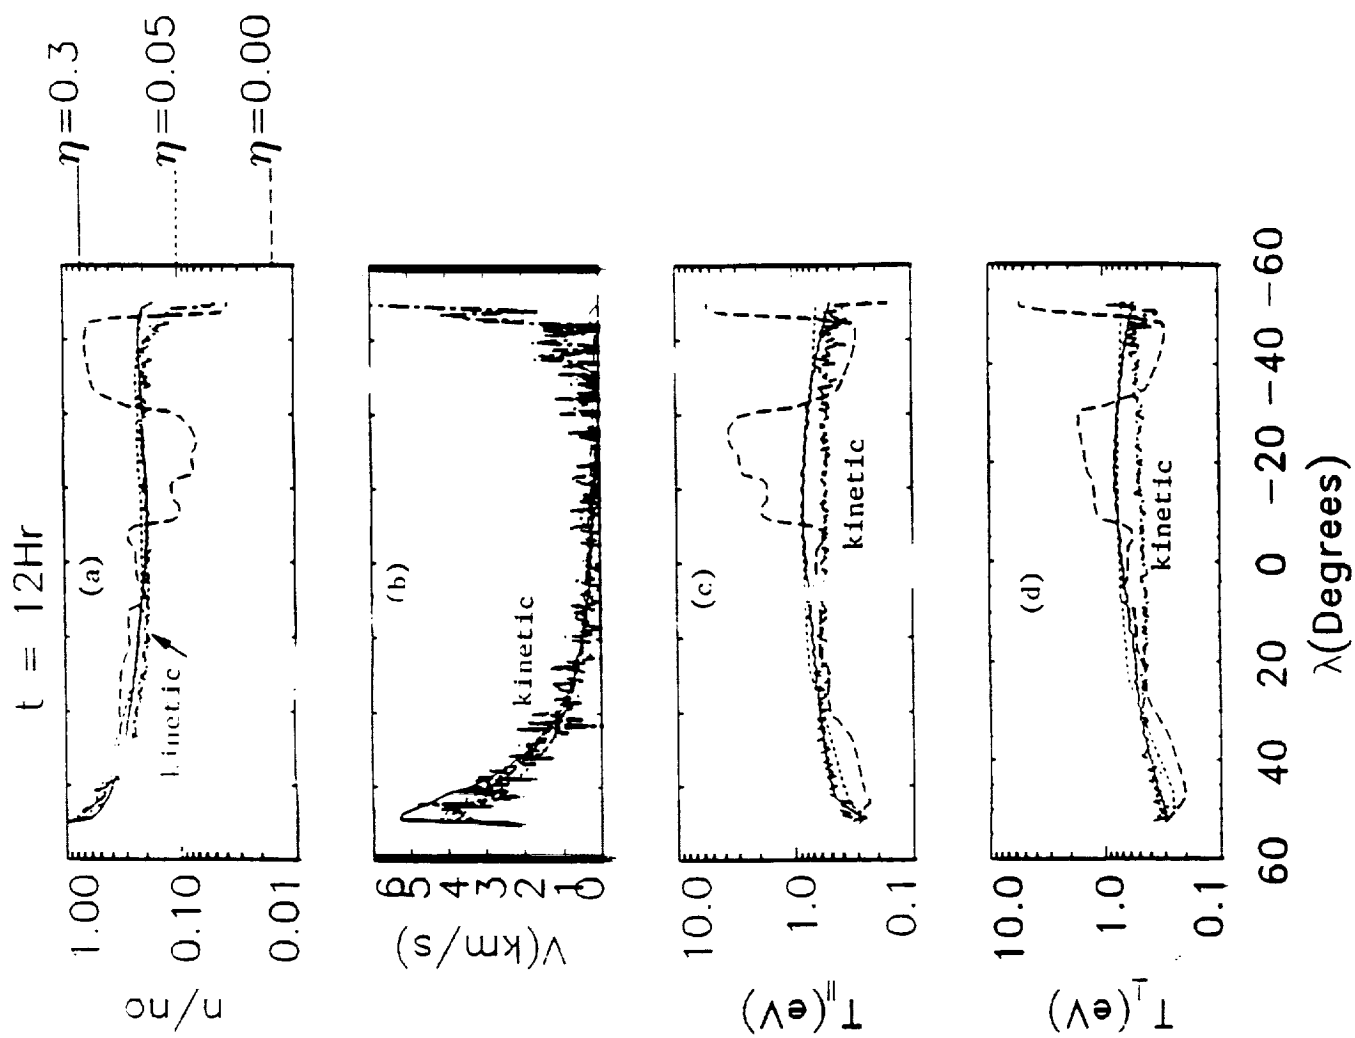 t = 12Hr
η=0.3
η=0.05
η=0.00
n/no
1.00
0.10
0.01
(a)
kinetic
V(km/s)
6
5
4
3
2
1
0
(b)
kinetic
T∥(eV)
10.0
1.0
0.1
(c)
kinetic
T⊥(eV)
10.0
1.0
0.1
(d)
kinetic
60 40 20 0 −20 −40 −60
λ(Degrees)